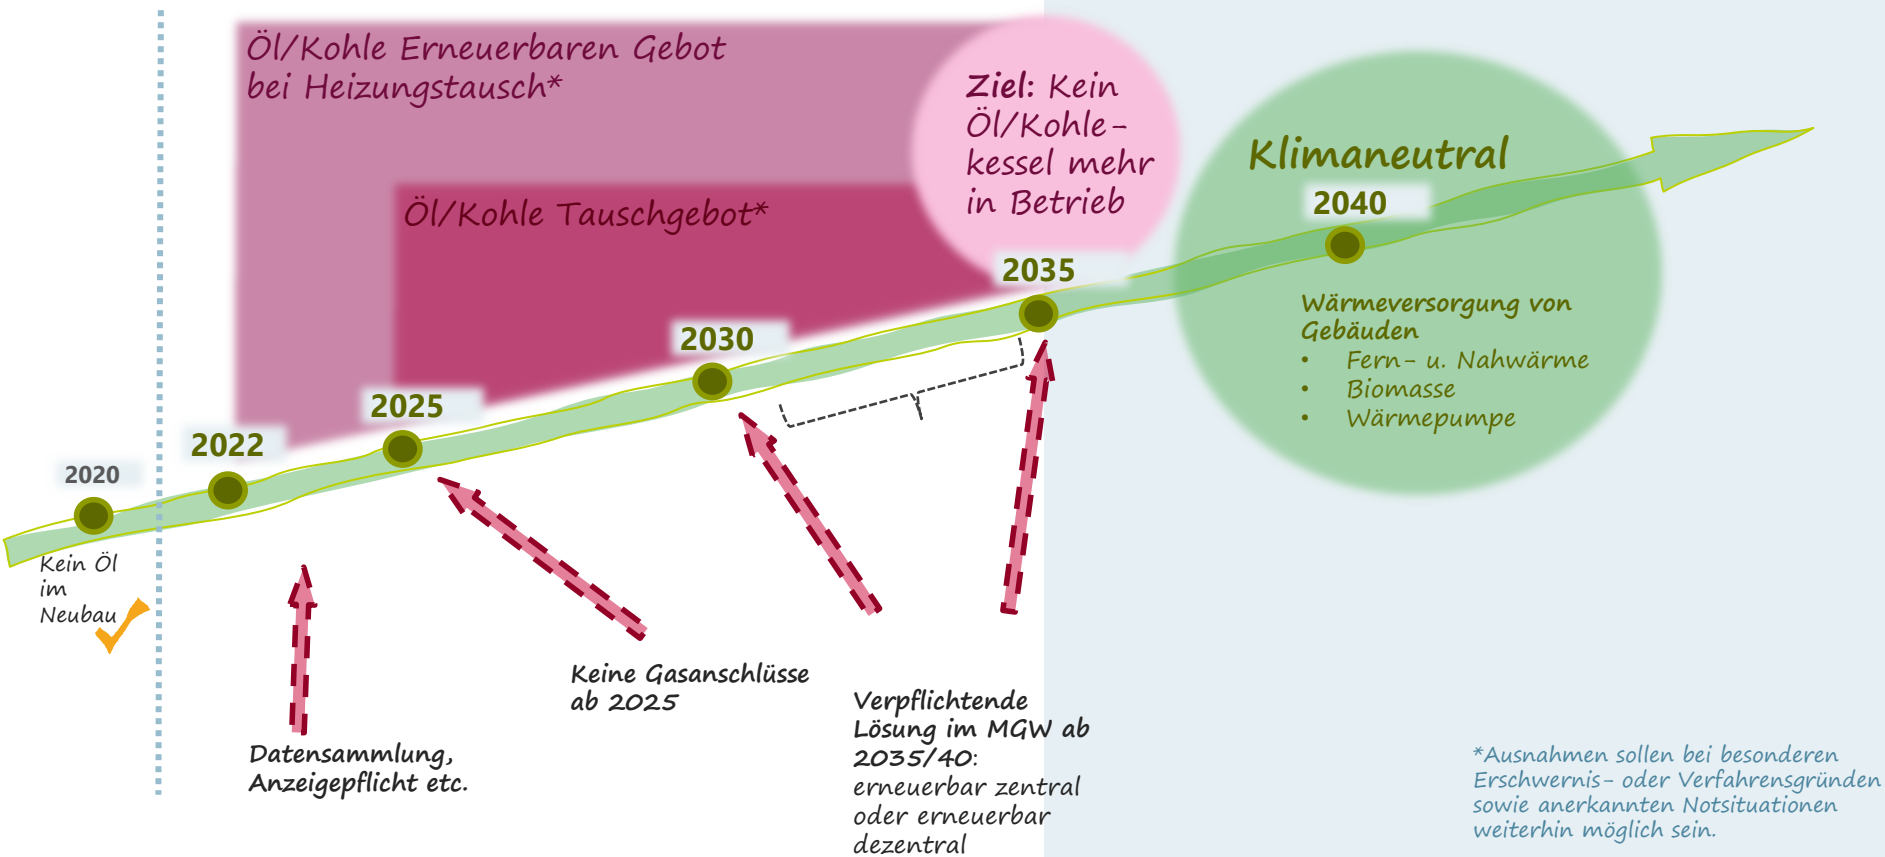 Öl/Kohle Erneuerbaren Gebot
bei Heizungstausch*
Öl/Kohle Tauschgebot*
Ziel: Kein
Öl/Kohle-
kessel mehr
in Betrieb
Klimaneutral
2040
2035
2030
2025
2022
2020
Wärmeversorgung von
Gebäuden
• Fern- u. Nahwärme
• Biomasse
• Wärmepumpe
Kein Öl
im
Neubau
Datensammlung,
Anzeigepflicht etc.
Keine Gasanschlüsse
ab 2025
Verpflichtende
Lösung im MGW ab
2035/40:
erneuerbar zentral
oder erneuerbar
dezentral
*Ausnahmen sollen bei besonderen
Erschwernis- oder Verfahrensgründen
sowie anerkannten Notsituationen
weiterhin möglich sein.